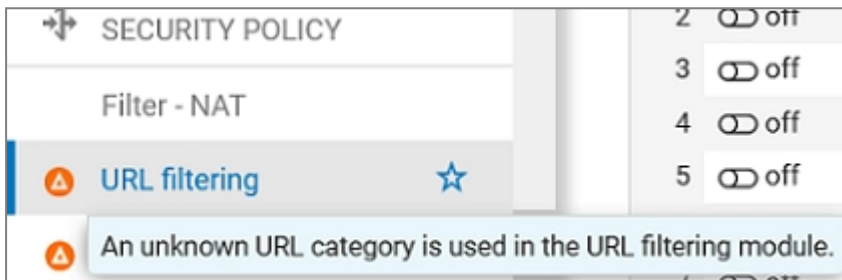 SECURITY POLICY
2 off
3 off
Filter - NAT
4 off
URL filtering
5 off
An unknown URL category is used in the URL filtering module.
off